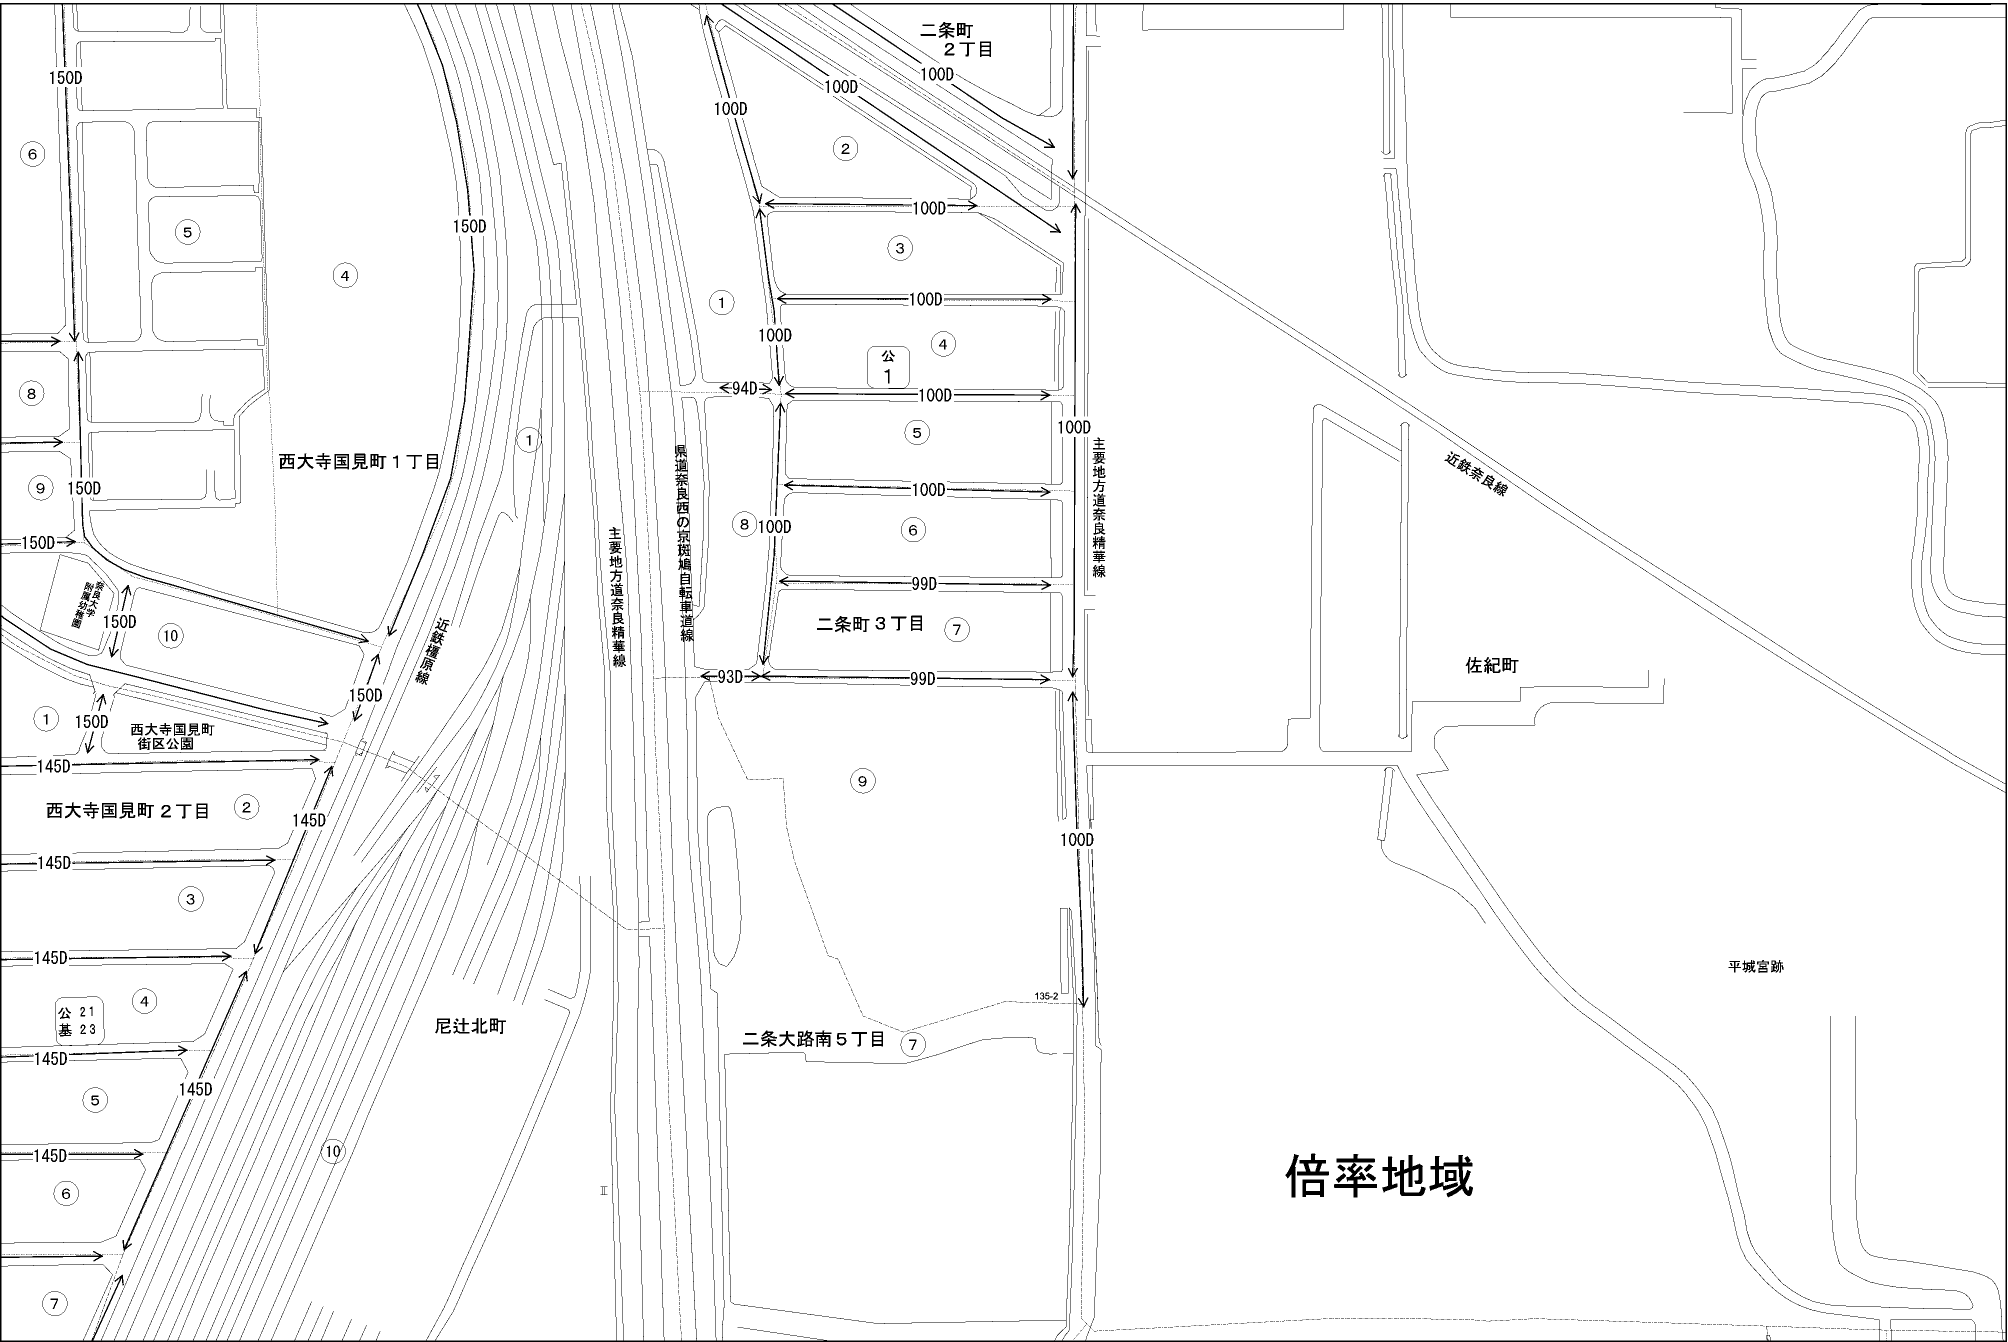 二条町
２丁目
150D
100D
100D
100D
⑥
②
100D
⑤
③
④
150D
①
100D
100D
④
公
1
⑧
94D
100D
①
⑤
100D
主要地方道奈良精華線
西大寺国見町１丁目
⑨
150D
県道奈良西の京斑鳩自転車道線
近鉄奈良線
100D
⑧
100D
⑥
主要地方道奈良精華線
150D
奈良大学
附属幼稚園
150D
⑩
99D
二条町３丁目
⑦
近鉄橿原線
佐紀町
93D
99D
150D
①
150D
西大寺国見町
街区公園
145D
⑨
西大寺国見町２丁目
②
145D
100D
145D
③
145D
平城宮跡
④
公 21
基 23
尼辻北町
135-2
二条大路南５丁目
⑦
145D
145D
⑤
⑩
145D
倍率地域
⑥
Ⅱ
⑦